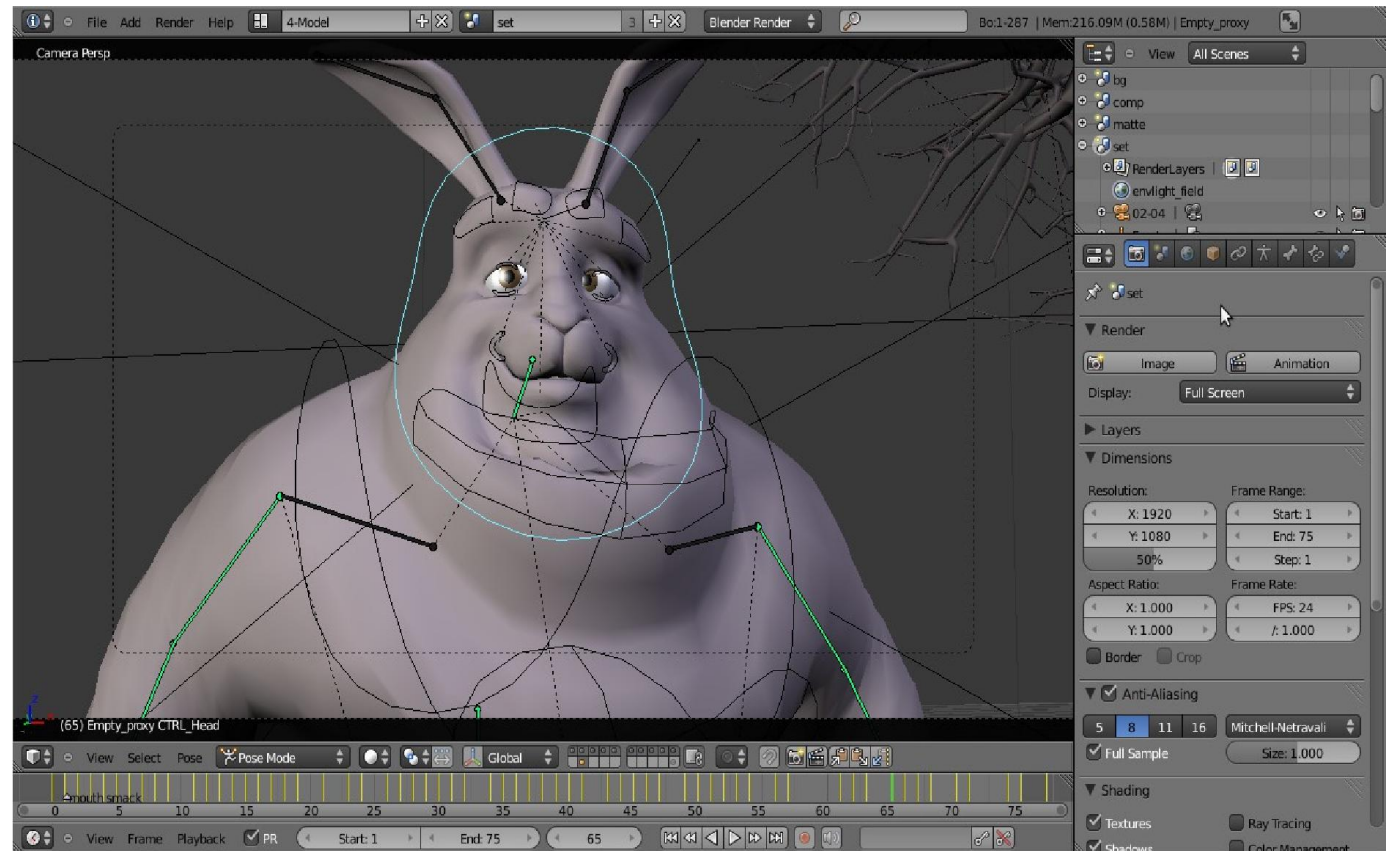 File Add Render Help 4-Model set 3 Blender Render Bo:1-287 | Mem:216.09M (0.58M) | Empty_proxy
Camera Persp
View All Scenes
bg
comp
matte
set
RenderLayers |
envlight_field
02-04 |
set
Render
Image Animation
Display: Full Screen
Layers
Dimensions
Resolution: Frame Range:
X: 1920 Start: 1
Y: 1080 End: 75
50% Step: 1
Aspect Ratio: Frame Rate:
X: 1.000 FPS: 24
Y: 1.000 /: 1.000
Border Crop
Anti-Aliasing
5 8 11 16 Mitchell-Netravali
Full Sample Size: 1.000
Shading
Textures Ray Tracing
Shadows Color Management
z
(65) Empty_proxy CTRL_Head
View Select Pose Pose Mode Global
mouth smack
0 5 10 15 20 25 30 35 40 45 50 55 60 65 70 75
View Frame Playback PR Start: 1 End: 75 65